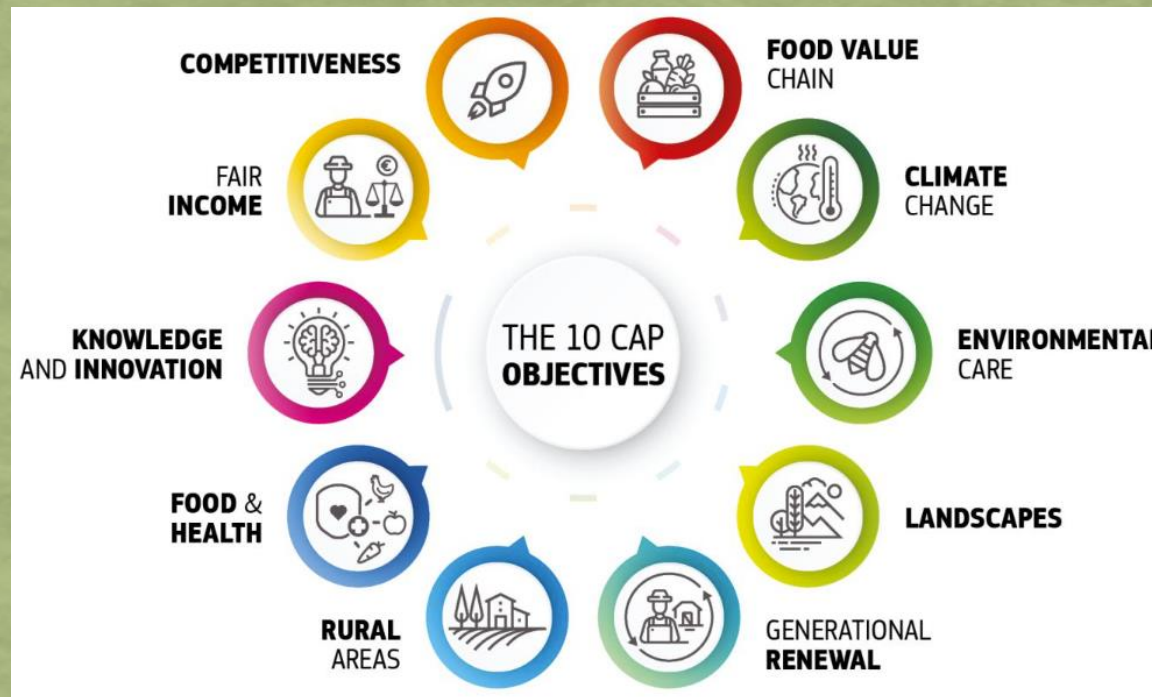 COMPETITIVENESS
FOOD VALUE
CHAIN
FAIR
INCOME
CLIMATE
CHANGE
KNOWLEDGE
AND INNOVATION
THE 10 CAP
OBJECTIVES
ENVIRONMENTAL
CARE
FOOD &
HEALTH
LANDSCAPES
RURAL
AREAS
GENERATIONAL
RENEWAL
€